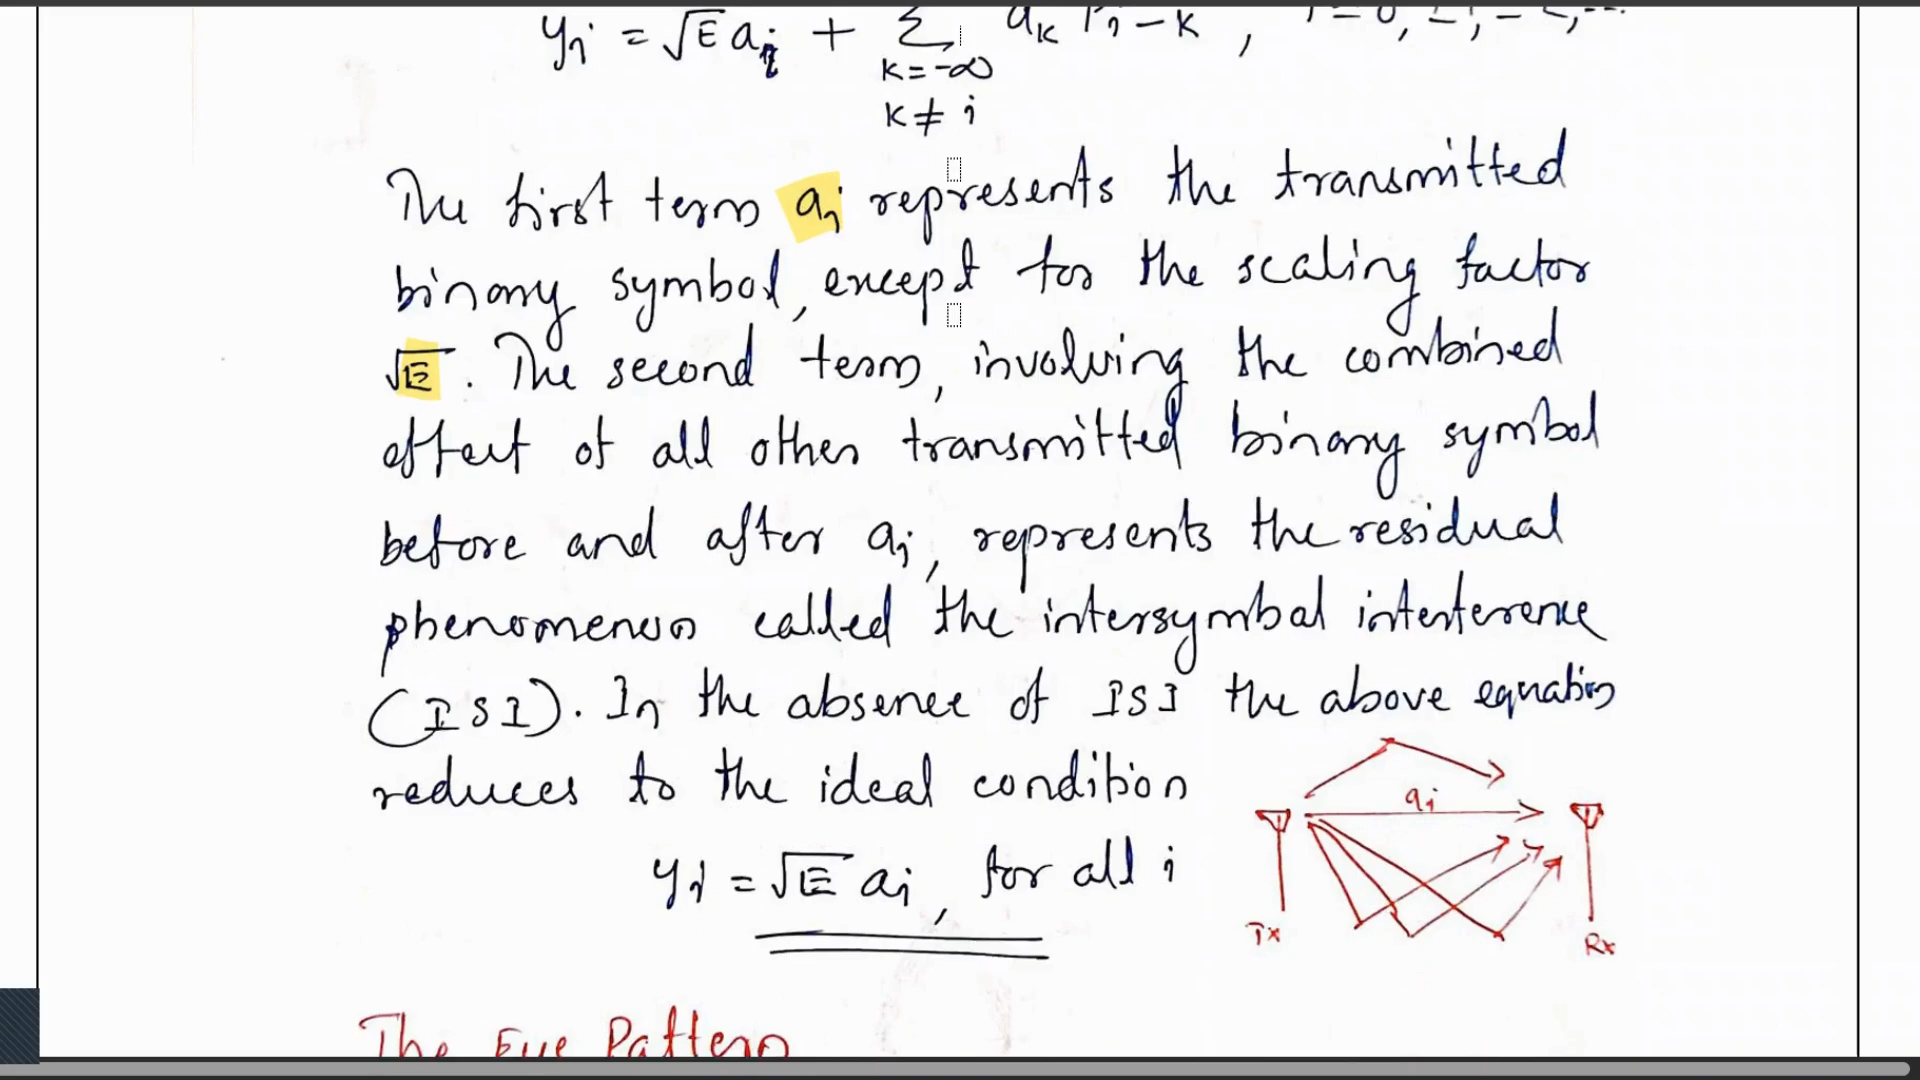 yᵢ = √E aᵢ + Σ aₖ pᵢ₋ₖ ,
k = -∞
k ≠ i
The first term aᵢ represents the transmitted
binary symbol, except for the scaling factor
√E. The second term, involving the combined
effect of all other transmitted binary symbol
before and after aᵢ, represents the residual
phenomenon called the intersymbol interference
(ISI). In the absence of ISI the above equation
reduces to the ideal condition
yᵢ = √E aᵢ, for all i
aᵢ
Tx
Rx
The Eye Pattern